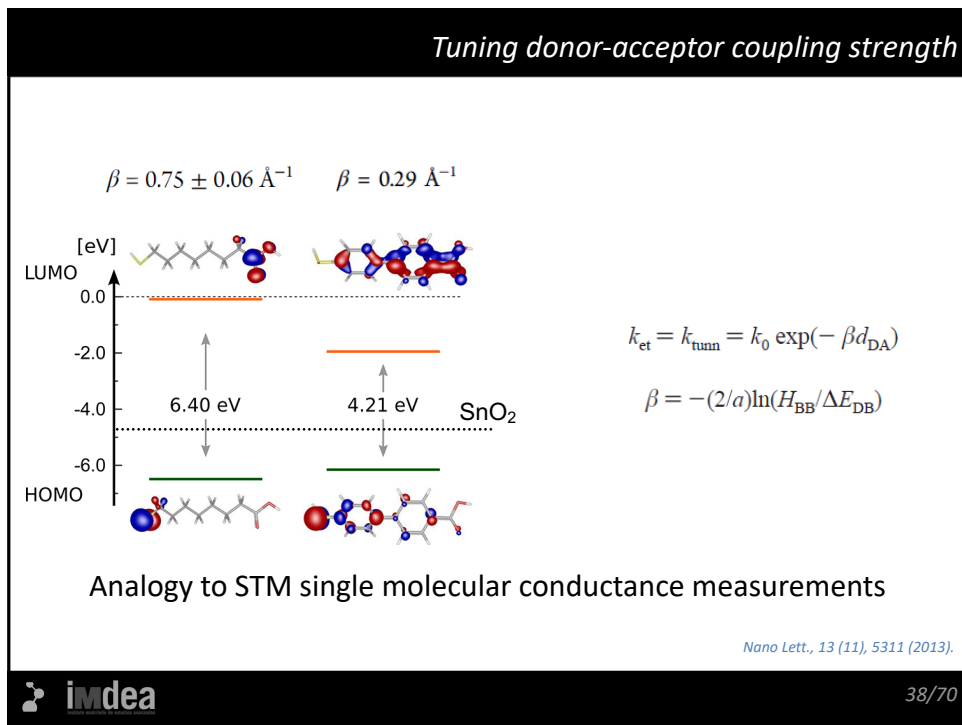 Tuning donor-acceptor coupling strength
β = 0.75 ± 0.06 Å⁻¹
β = 0.29 Å⁻¹
[eV]
LUMO
0.0
-2.0
6.40 eV
4.21 eV
-4.0
SnO₂
-6.0
HOMO
k_et = k_tunn = k_0 exp(− βd_DA)
β = −(2/a)ln(H_BB/ΔE_DB)
Analogy to STM single molecular conductance measurements
Nano Lett., 13 (11), 5311 (2013).
imdea
38/70